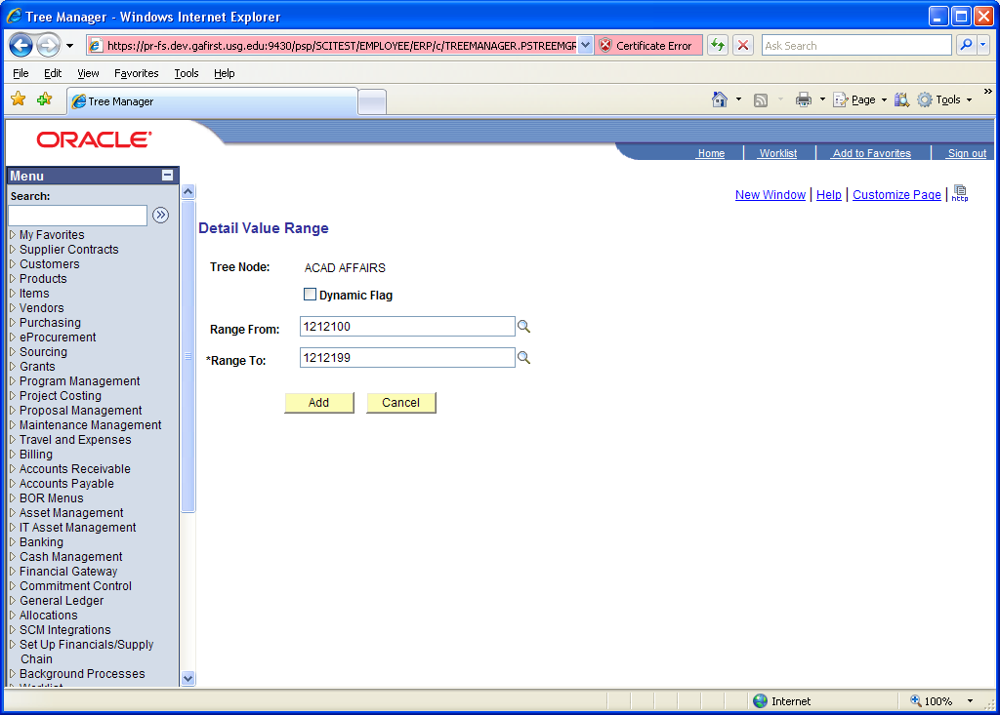 Tree Manager - Windows Internet Explorer
https://pr-fs.dev.gafirst.usg.edu:9430/psp/SCITEST/EMPLOYEE/ERP/c/TREEMANAGER.PSTREEMGR
Certificate Error
Ask Search
File Edit View Favorites Tools Help
Tree Manager
Page Tools
ORACLE
Home Worklist Add to Favorites Sign out
Menu
Search:
My Favorites
Supplier Contracts
Customers
Products
Items
Vendors
Purchasing
eProcurement
Sourcing
Grants
Program Management
Project Costing
Proposal Management
Maintenance Management
Travel and Expenses
Billing
Accounts Receivable
Accounts Payable
BOR Menus
Asset Management
IT Asset Management
Banking
Cash Management
Financial Gateway
Commitment Control
General Ledger
Allocations
SCM Integrations
Set Up Financials/Supply
Chain
Background Processes
Worklist
New Window | Help | Customize Page | http
Detail Value Range
Tree Node: ACAD AFFAIRS
Dynamic Flag
Range From: 1212100
*Range To: 1212199
Add Cancel
Internet 100%